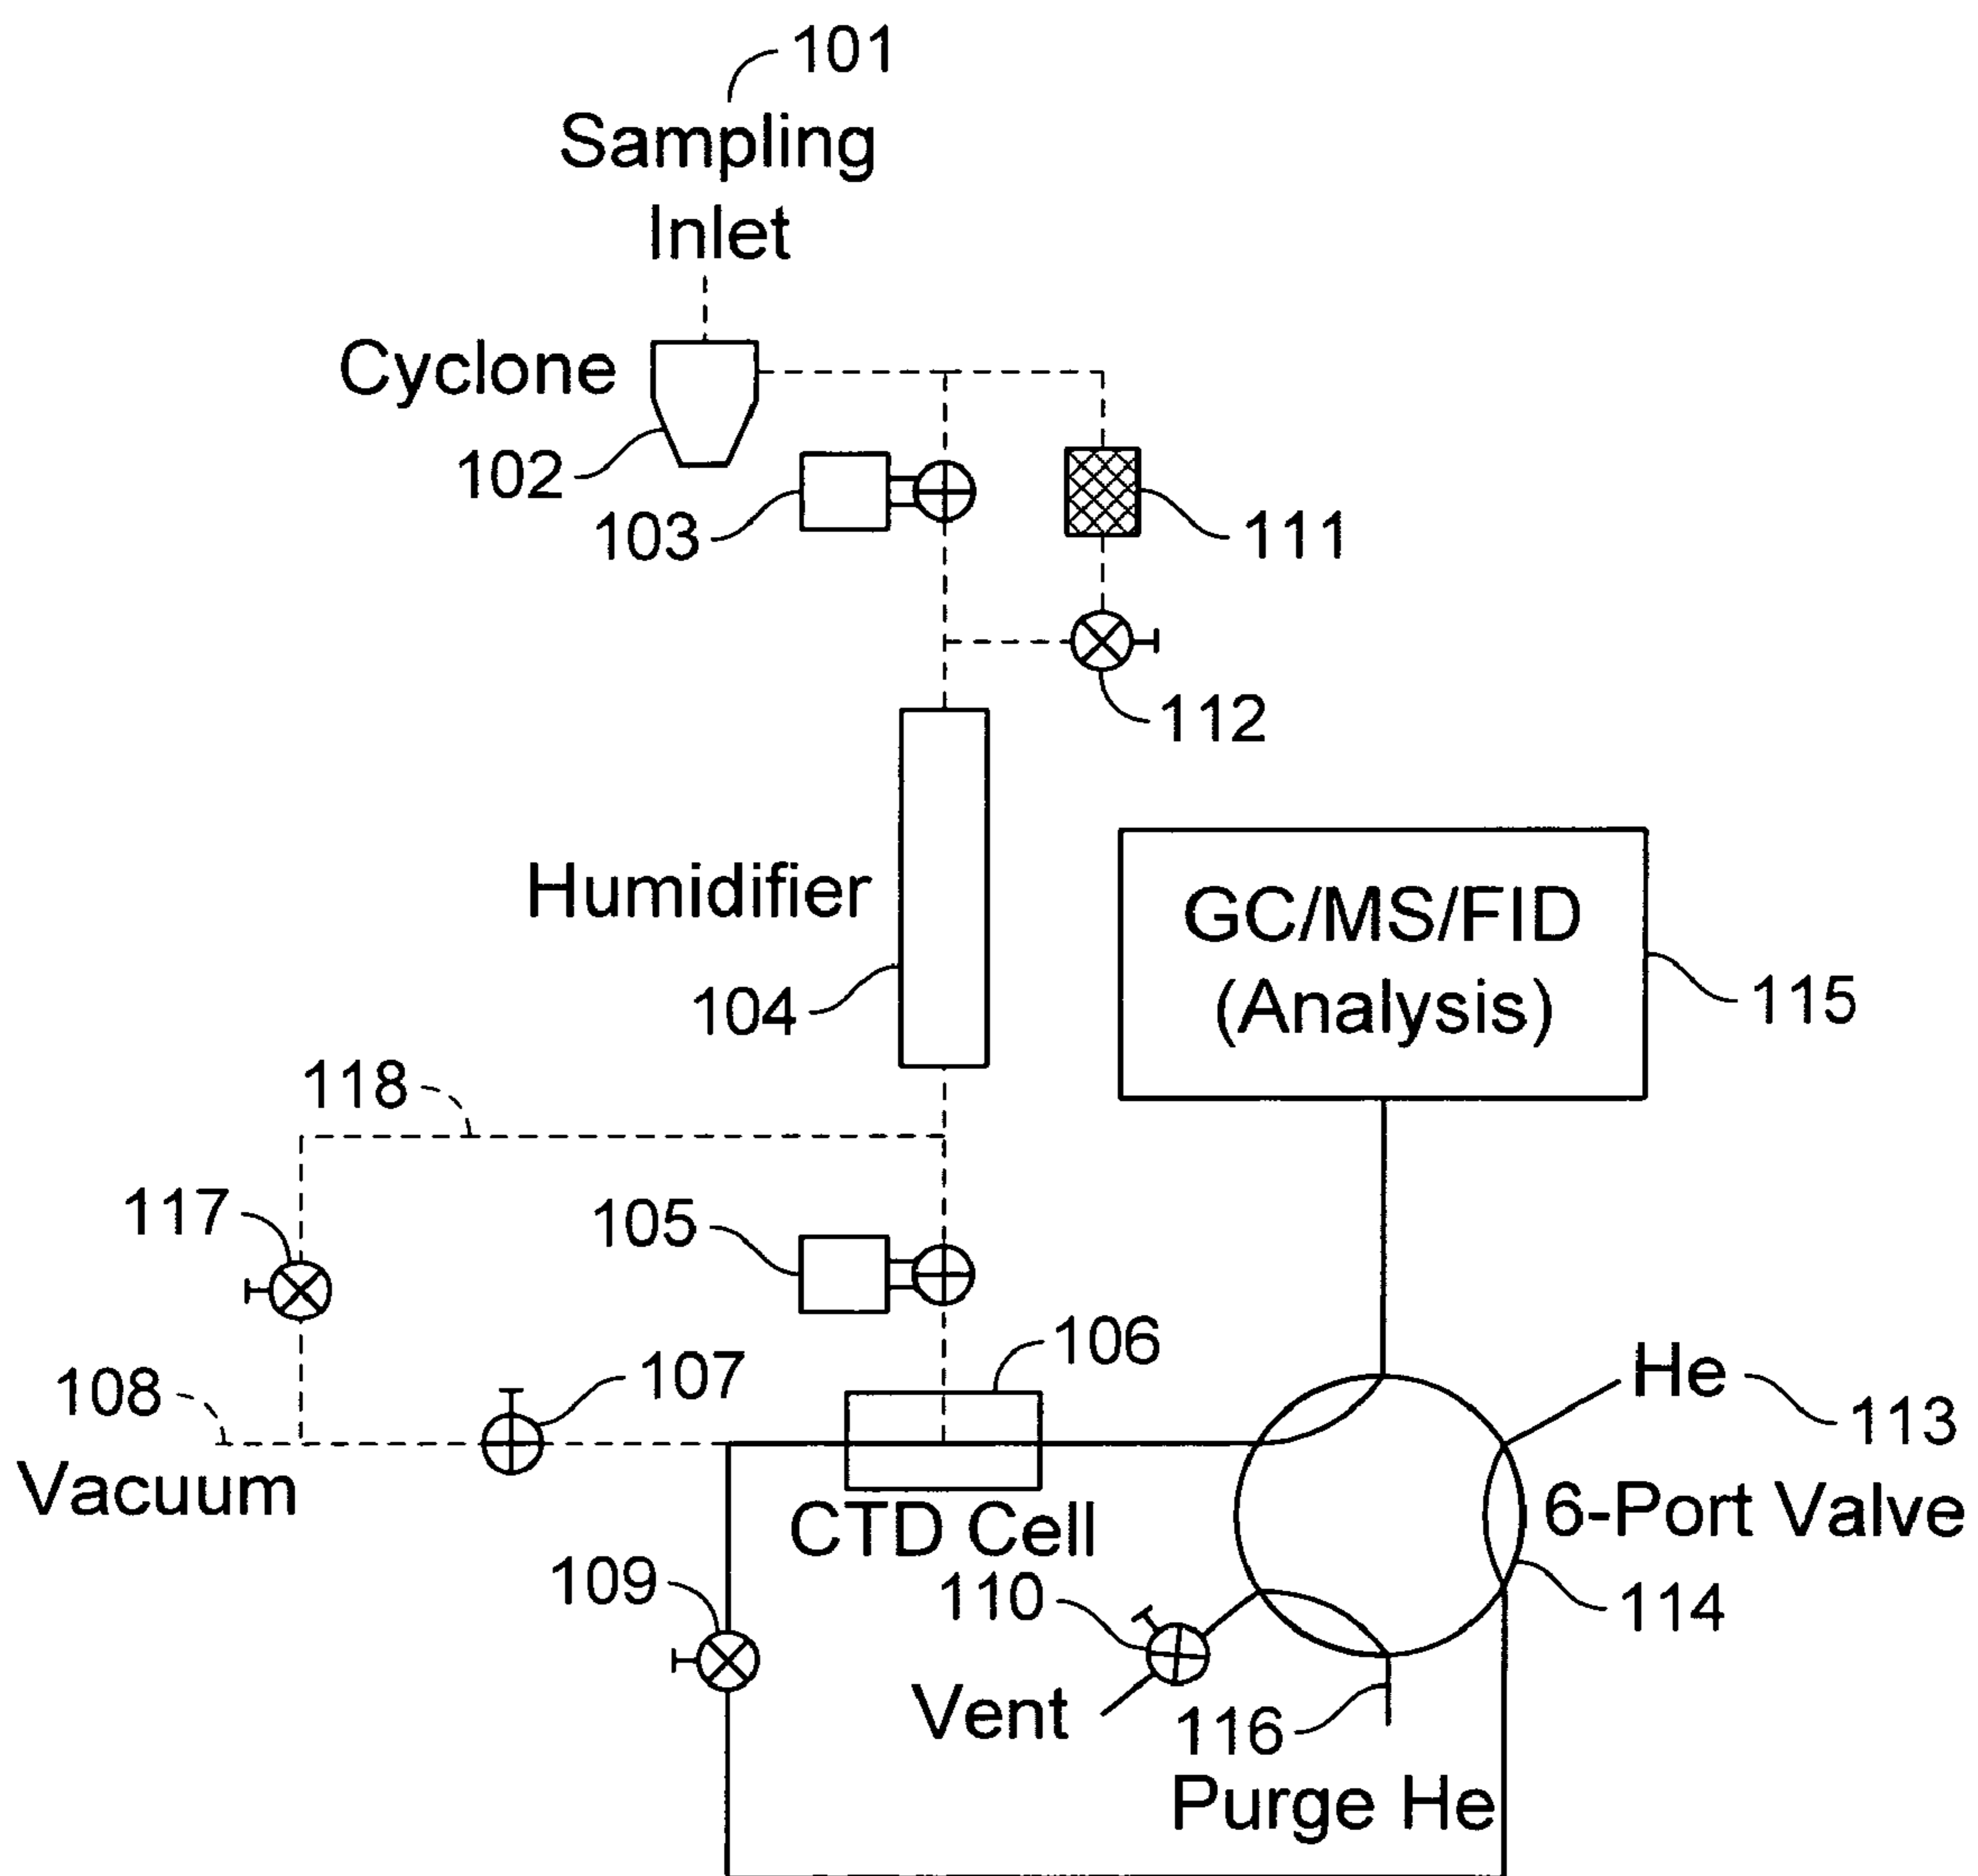 101
Sampling
Inlet
Cyclone
102
103
111
112
Humidifier
104
GC/MS/FID
(Analysis)
115
118
117
105
106
107
108
Vacuum
He
113
CTD Cell
6-Port Valve
109
110
114
Vent
116
Purge He